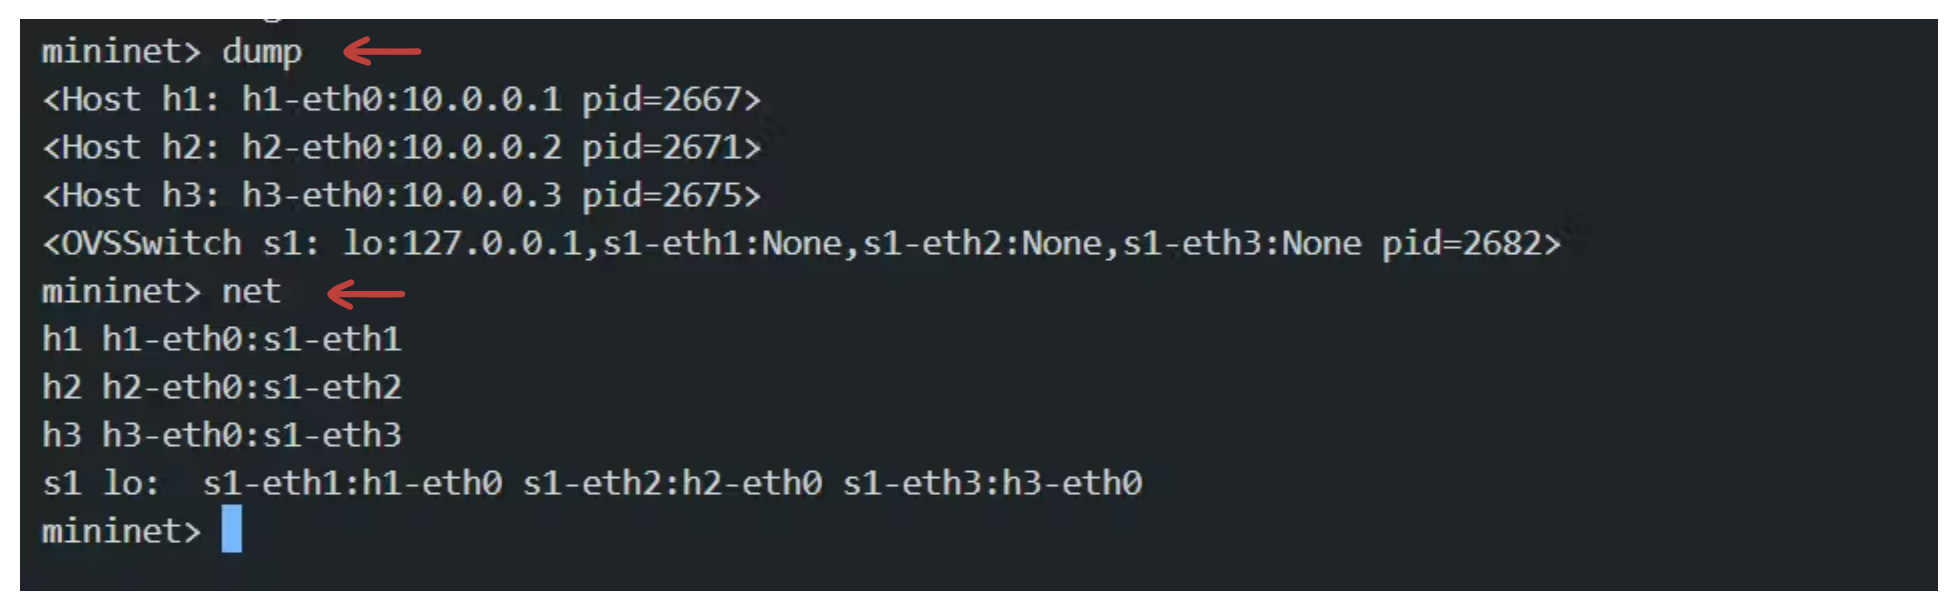 mininet> dump
<Host h1: h1-eth0:10.0.0.1 pid=2667>
<Host h2: h2-eth0:10.0.0.2 pid=2671>
<Host h3: h3-eth0:10.0.0.3 pid=2675>
<OVSSwitch s1: lo:127.0.0.1,s1-eth1:None,s1-eth2:None,s1-eth3:None pid=2682>
mininet> net
h1 h1-eth0:s1-eth1
h2 h2-eth0:s1-eth2
h3 h3-eth0:s1-eth3
s1 lo:  s1-eth1:h1-eth0 s1-eth2:h2-eth0 s1-eth3:h3-eth0
mininet>